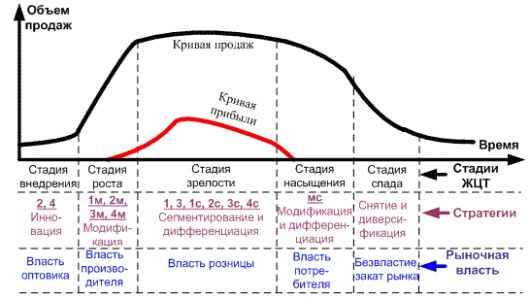 Объем
продаж
Кривая продаж
Кривая
прибыли
Время
Стадия
внедрения
Стадия
роста
Стадия
зрелости
Стадия
насыщения
Стадия
спада
Стадии
ЖЦТ
2, 4
Инно-
вация
1м, 2м,
3м, 4м
Модифи-
кация
1, 3, 1с, 2с, 3с, 4с
Сегментирование и
дифференциация
мс
Модификация
и дифферен-
циация
Снятие и
диверси-
фикация
Стратегии
Власть
оптовика
Власть
произво-
дителя
Власть розницы
Власть
потре-
бителя
Безвластие,
закат рынка
Рыночная
власть